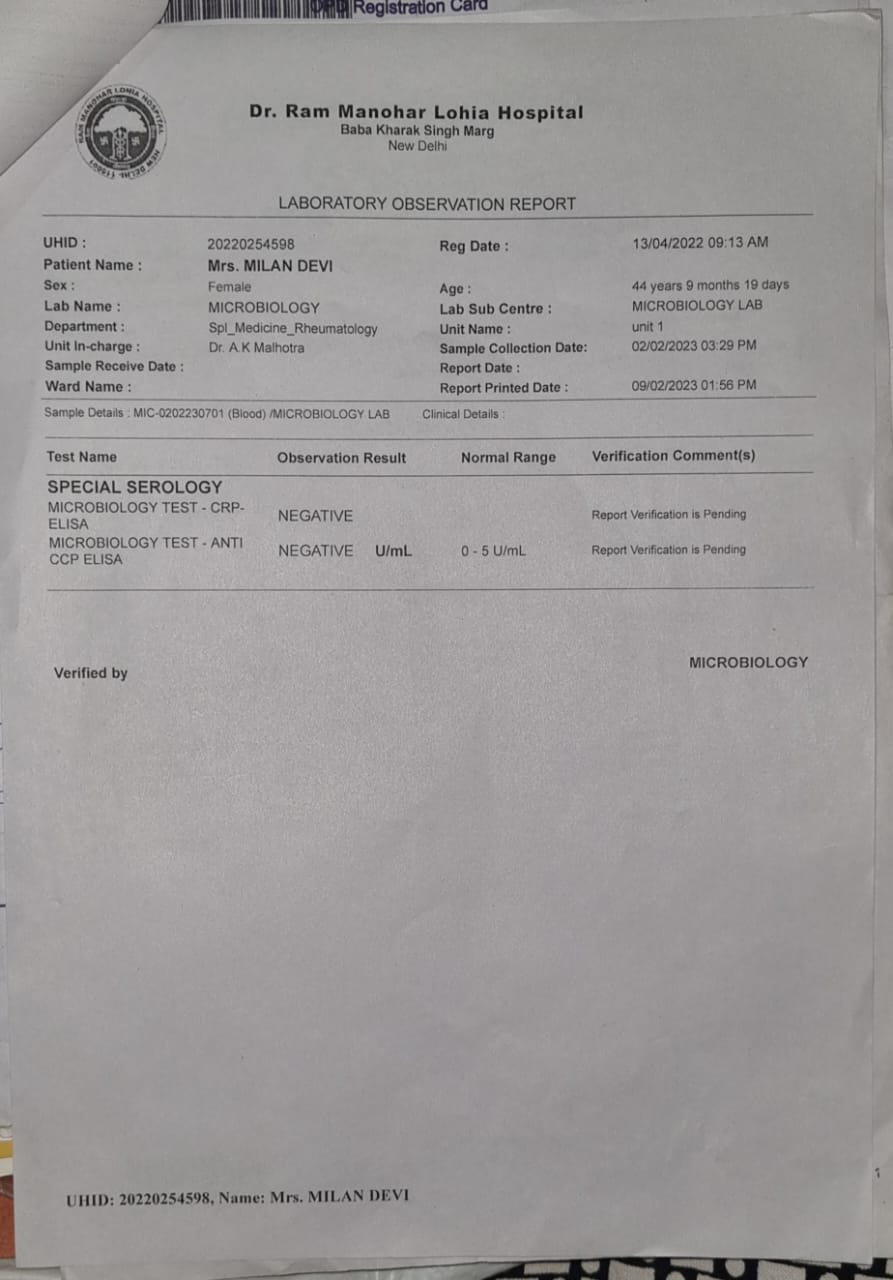 Registration Card
RAM MANOHAR LOHIA HOSPITAL
NEW DELHI
Dr. Ram Manohar Lohia Hospital
Baba Kharak Singh Marg
New Delhi
LABORATORY OBSERVATION REPORT
UHID : 20220254598 Reg Date : 13/04/2022 09:13 AM
Patient Name : Mrs. MILAN DEVI
Sex : Female Age : 44 years 9 months 19 days
Lab Name : MICROBIOLOGY Lab Sub Centre : MICROBIOLOGY LAB
Department : Spl_Medicine_Rheumatology Unit Name : unit 1
Unit In-charge : Dr. A.K Malhotra Sample Collection Date: 02/02/2023 03:29 PM
Sample Receive Date : Report Date :
Ward Name : Report Printed Date : 09/02/2023 01:56 PM
Sample Details : MIC-0202230701 (Blood) /MICROBIOLOGY LAB Clinical Details :
Test Name Observation Result Normal Range Verification Comment(s)
SPECIAL SEROLOGY
MICROBIOLOGY TEST - CRP- NEGATIVE Report Verification is Pending
ELISA
MICROBIOLOGY TEST - ANTI NEGATIVE U/mL 0 - 5 U/mL Report Verification is Pending
CCP ELISA
Verified by MICROBIOLOGY
UHID: 20220254598, Name: Mrs. MILAN DEVI